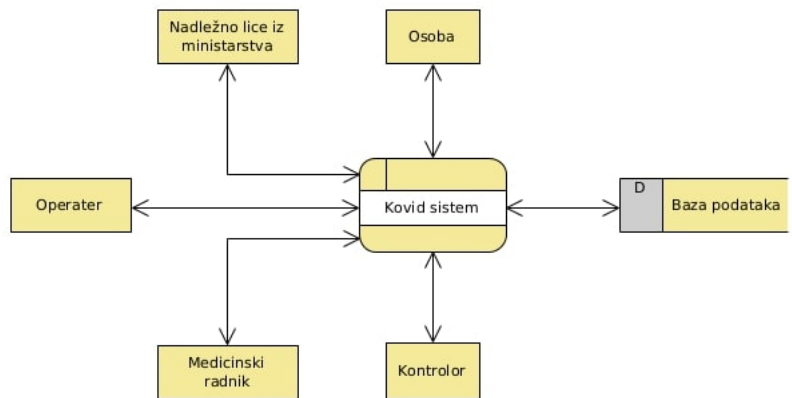 Nadležno lice iz
ministarstva
Osoba
Operater
Kovid sistem
D
Baza podataka
Medicinski
radnik
Kontrolor